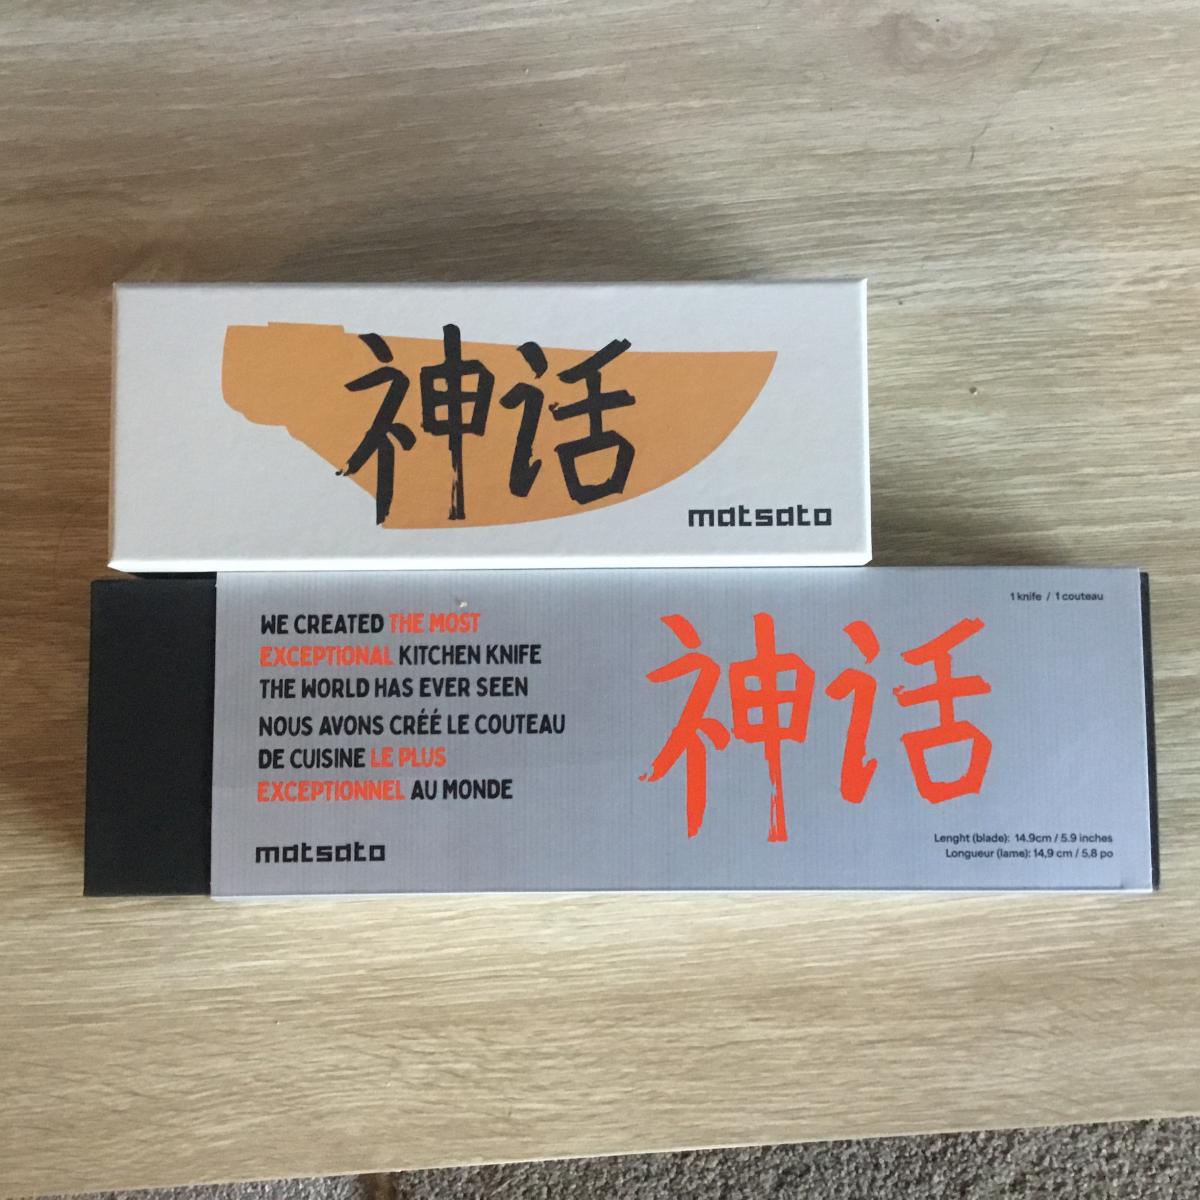 神话
matsato
1 knife / 1 couteau
WE CREATED THE MOST
EXCEPTIONAL KITCHEN KNIFE
THE WORLD HAS EVER SEEN
NOUS AVONS CRÉÉ LE COUTEAU
DE CUISINE LE PLUS
EXCEPTIONNEL AU MONDE
matsato
神话
Lenght (blade): 14.9cm / 5.9 inches
Longueur (lame): 14,9 cm / 5,8 po